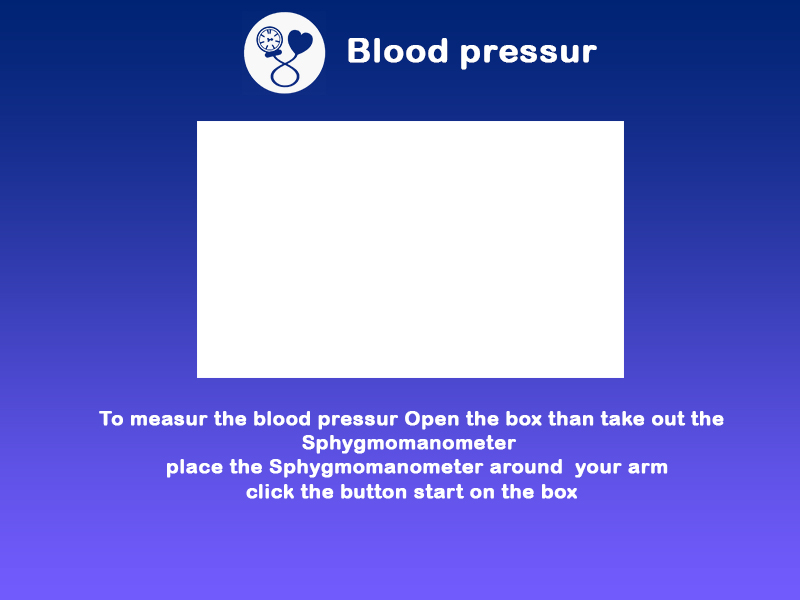 Blood pressur
To measur the blood pressur Open the box than take out the
Sphygmomanometer
place the Sphygmomanometer around  your arm
click the button start on the box